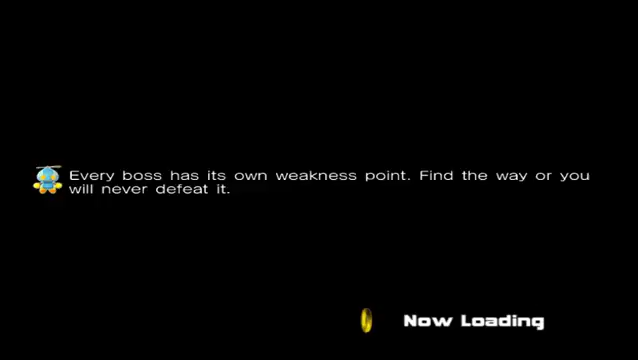 Every boss has its own weakness point. Find the way or you
will never defeat it.
Now Loading